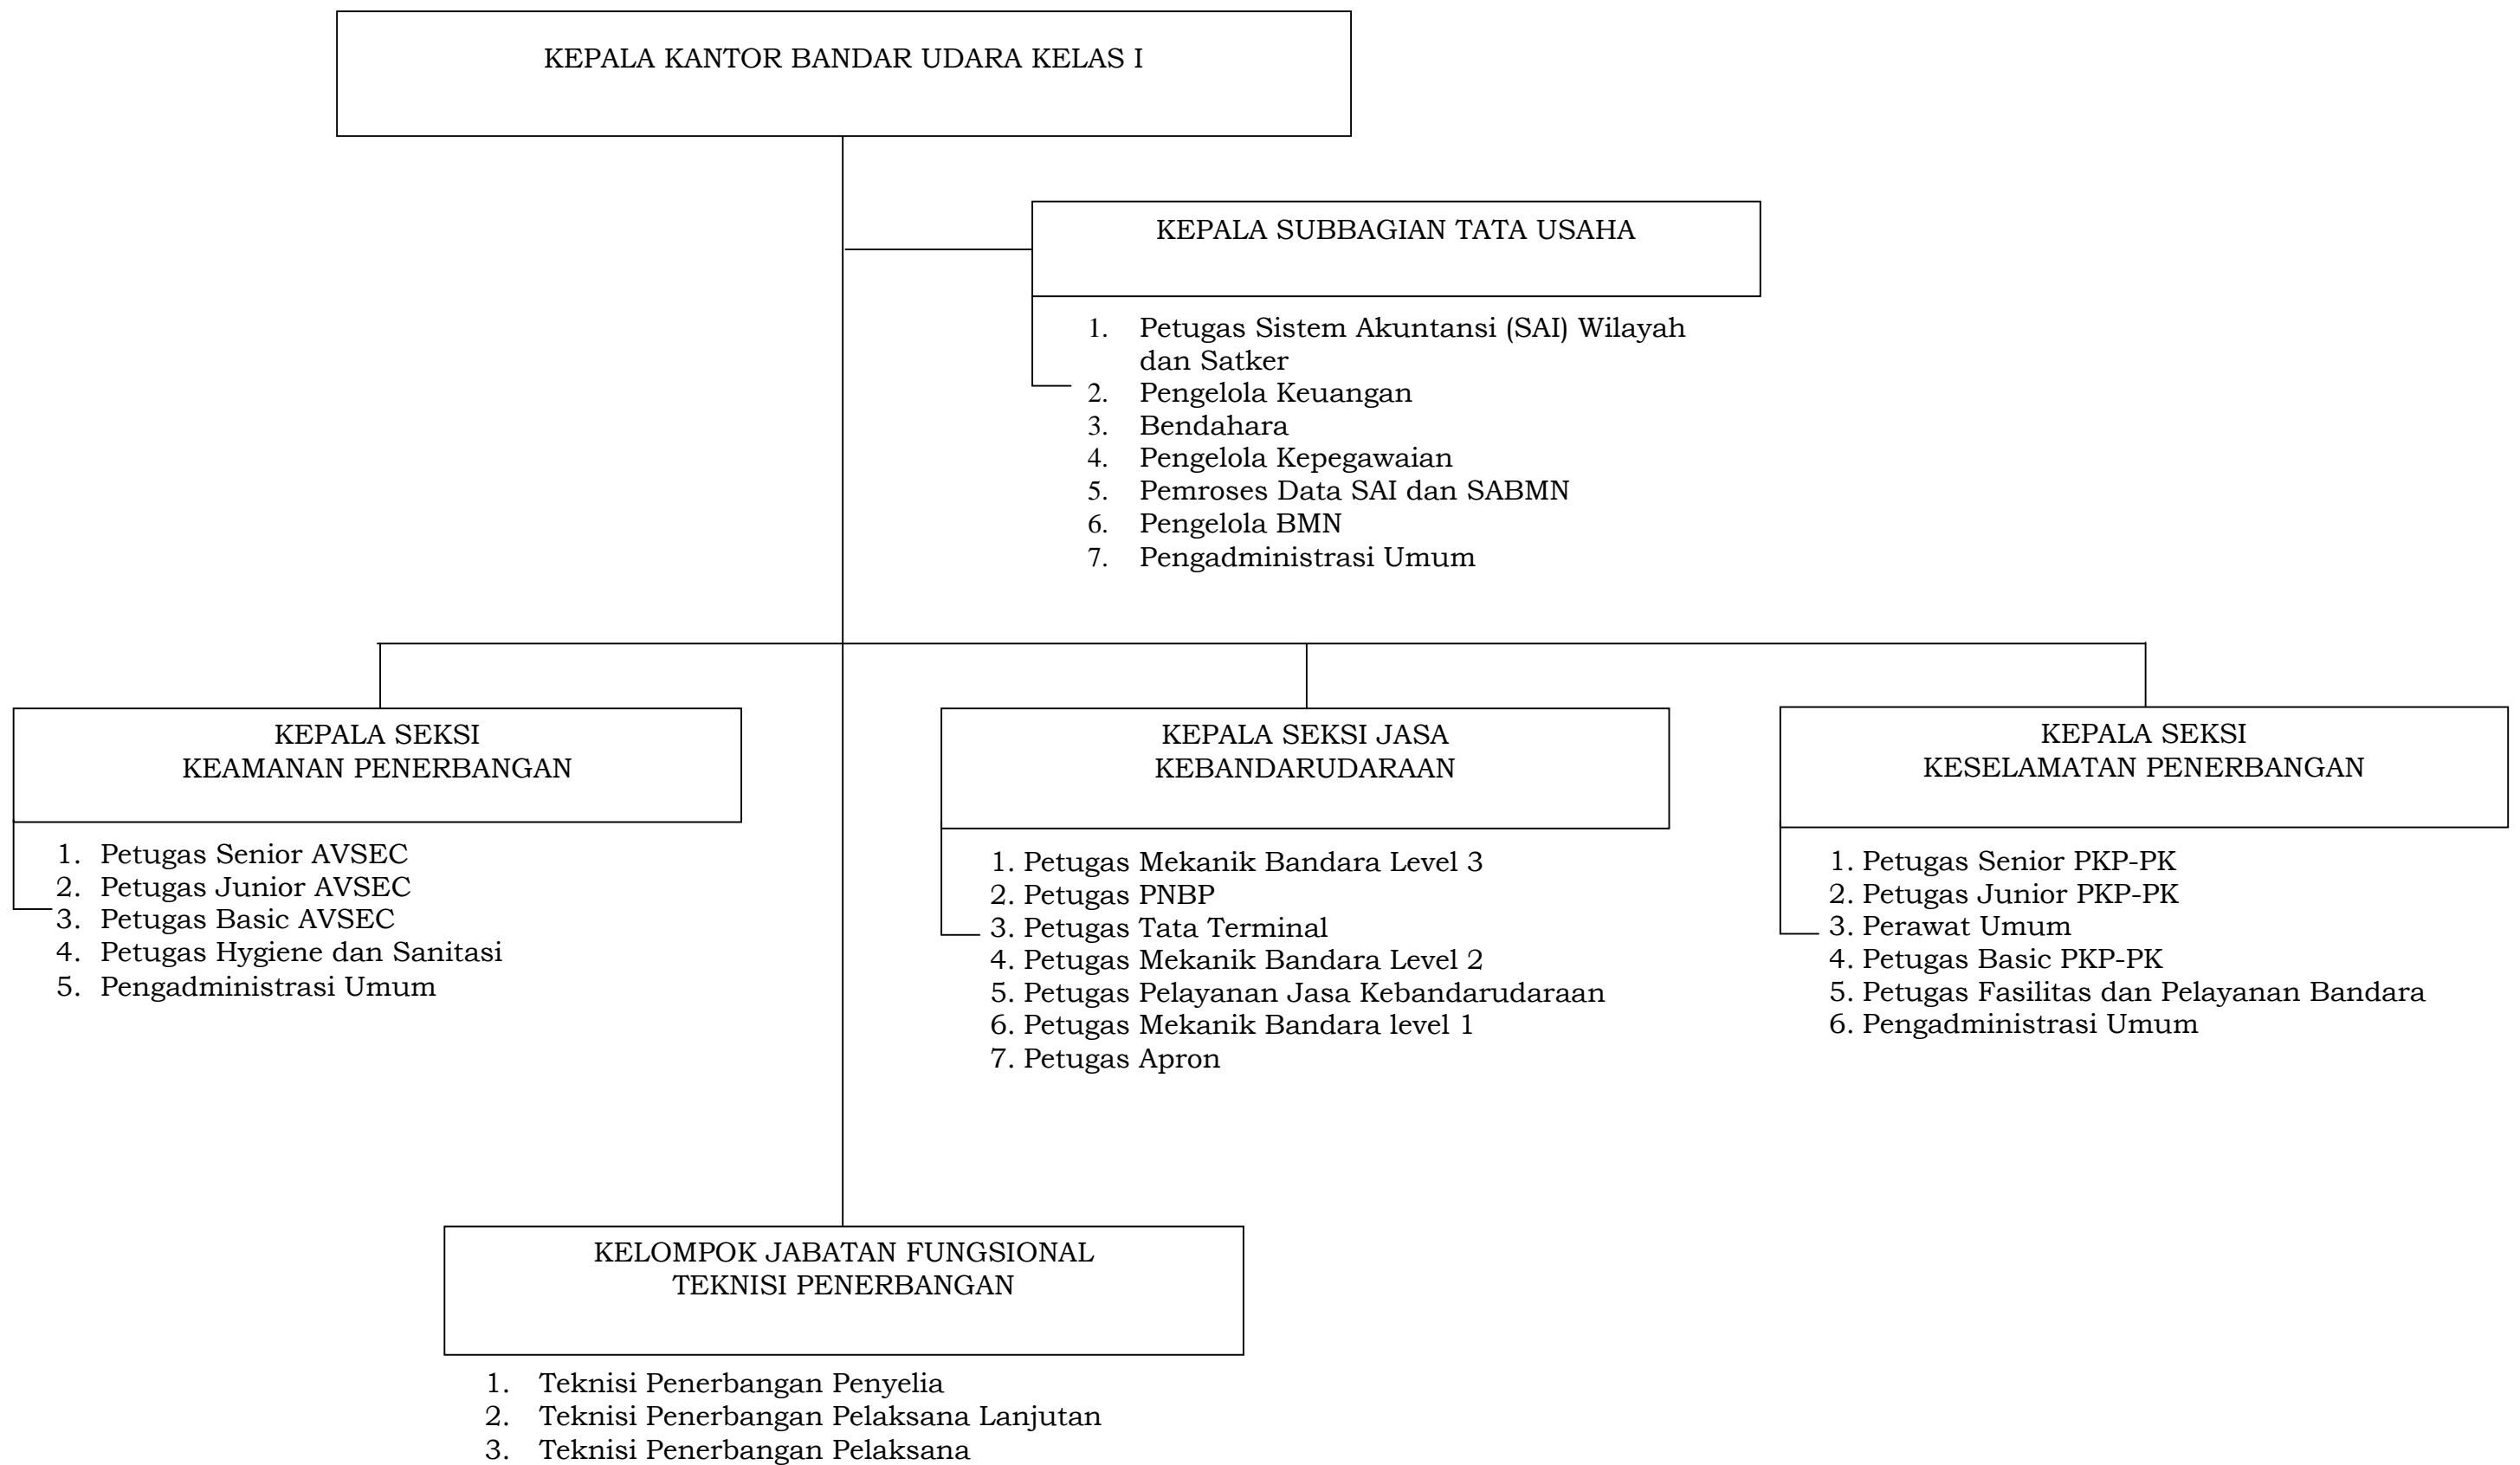 KEPALA KANTOR BANDAR UDARA KELAS I
KEPALA SUBBAGIAN TATA USAHA
1. Petugas Sistem Akuntansi (SAI) Wilayah
dan Satker
2. Pengelola Keuangan
3. Bendahara
4. Pengelola Kepegawaian
5. Pemroses Data SAI dan SABMN
6. Pengelola BMN
7. Pengadministrasi Umum
KEPALA SEKSI
KEAMANAN PENERBANGAN
1. Petugas Senior AVSEC
2. Petugas Junior AVSEC
3. Petugas Basic AVSEC
4. Petugas Hygiene dan Sanitasi
5. Pengadministrasi Umum
KEPALA SEKSI JASA
KEBANDARUDARAAN
1. Petugas Mekanik Bandara Level 3
2. Petugas PNBP
3. Petugas Tata Terminal
4. Petugas Mekanik Bandara Level 2
5. Petugas Pelayanan Jasa Kebandarudaraan
6. Petugas Mekanik Bandara level 1
7. Petugas Apron
KEPALA SEKSI
KESELAMATAN PENERBANGAN
1. Petugas Senior PKP-PK
2. Petugas Junior PKP-PK
3. Perawat Umum
4. Petugas Basic PKP-PK
5. Petugas Fasilitas dan Pelayanan Bandara
6. Pengadministrasi Umum
KELOMPOK JABATAN FUNGSIONAL
TEKNISI PENERBANGAN
1. Teknisi Penerbangan Penyelia
2. Teknisi Penerbangan Pelaksana Lanjutan
3. Teknisi Penerbangan Pelaksana